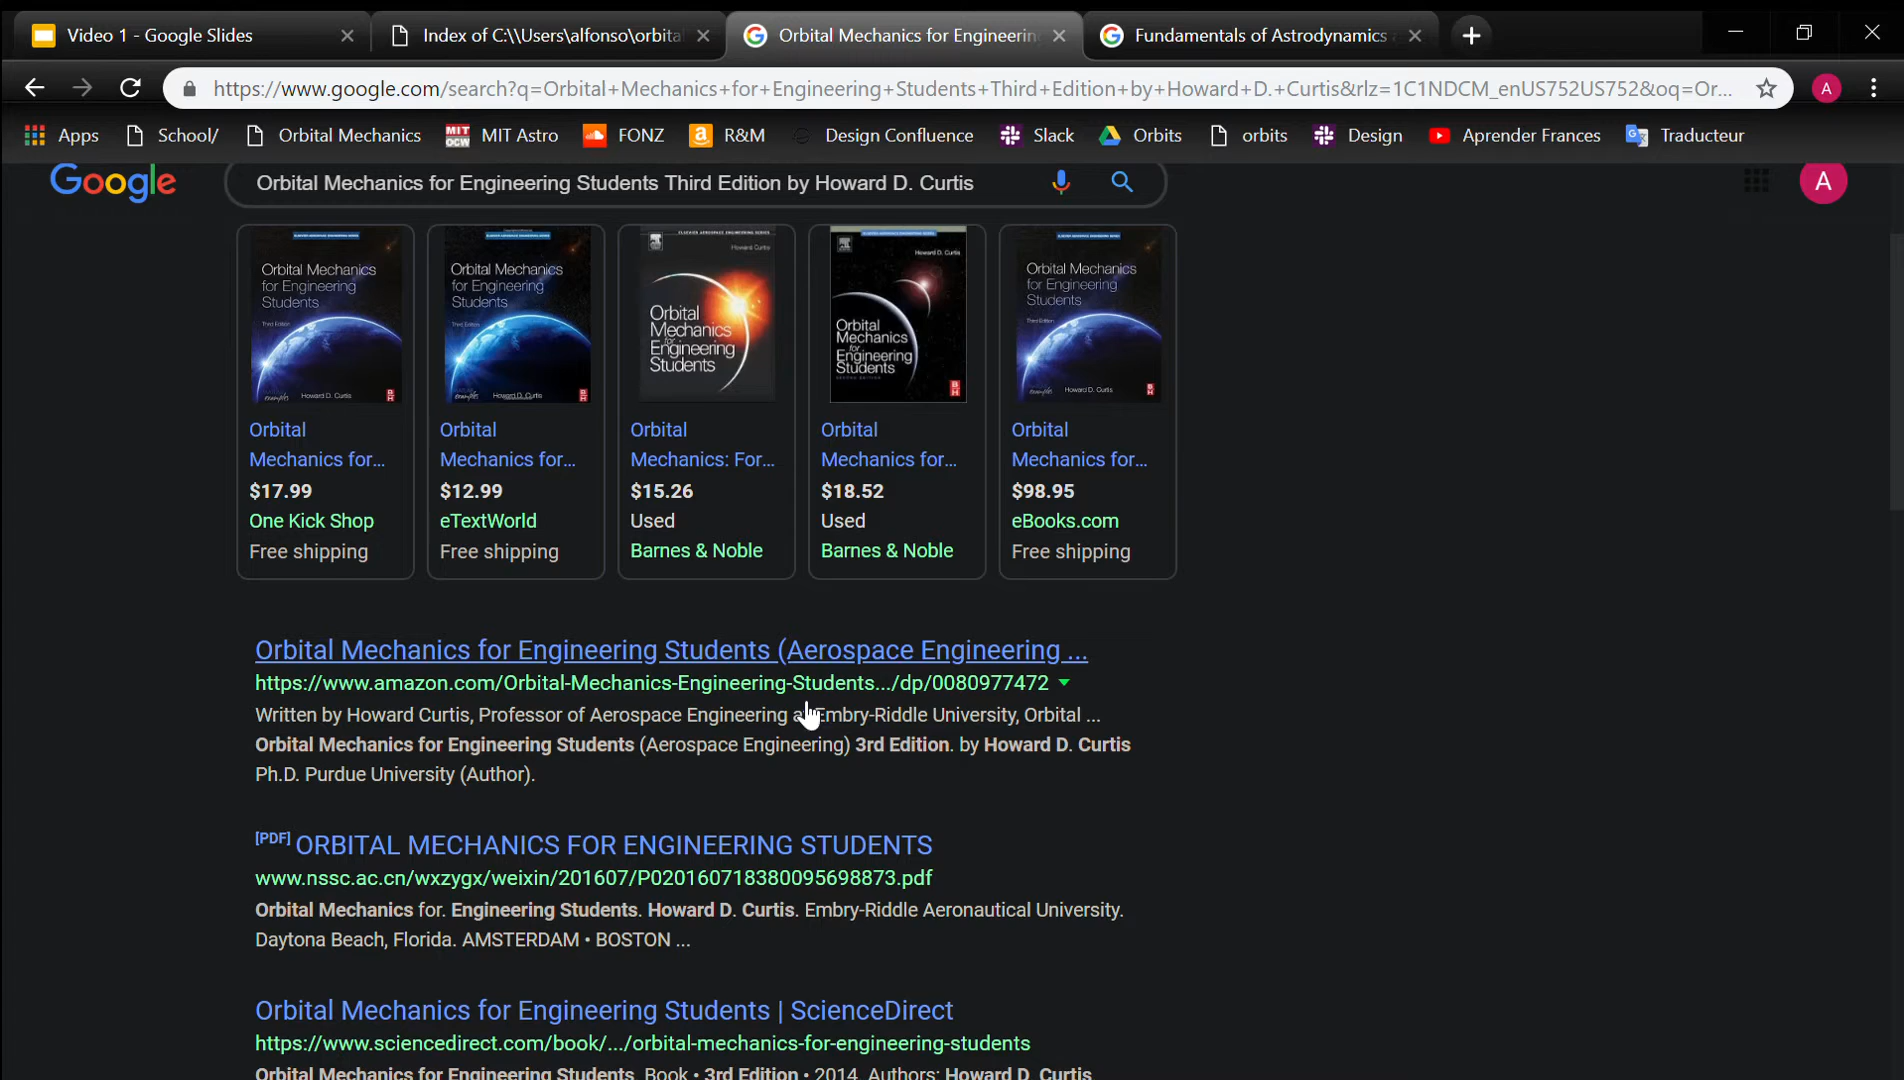 Video 1 - Google Slides
Index of C:\\Users\alfonso\orbital
Orbital Mechanics for Engineering
Fundamentals of Astrodynamics
https://www.google.com/search?q=Orbital+Mechanics+for+Engineering+Students+Third+Edition+by+Howard+D.+Curtis&rlz=1C1NDCM_enUS752US752&oq=Or...
A
Apps
School/
Orbital Mechanics
MIT Astro
FONZ
R&M
Design Confluence
Slack
Orbits
orbits
Design
Aprender Frances
Traducteur
Google
Orbital Mechanics for Engineering Students Third Edition by Howard D. Curtis
A
Orbital Mechanics
for Engineering
Students
Third Edition
Howard D. Curtis
Orbital Mechanics
for Engineering
Students
Third Edition
Howard D. Curtis
Howard Curtis
Orbital
Mechanics
for
Engineering
Students
Howard D. Curtis
Orbital
Mechanics
for
Engineering
Students
Orbital Mechanics
for Engineering
Students
Third Edition
Howard D. Curtis
Orbital
Mechanics for...
$17.99
One Kick Shop
Free shipping
Orbital
Mechanics for...
$12.99
eTextWorld
Free shipping
Orbital
Mechanics: For...
$15.26
Used
Barnes & Noble
Orbital
Mechanics for...
$18.52
Used
Barnes & Noble
Orbital
Mechanics for...
$98.95
eBooks.com
Free shipping
Orbital Mechanics for Engineering Students (Aerospace Engineering ...
https://www.amazon.com/Orbital-Mechanics-Engineering-Students.../dp/0080977472
Written by Howard Curtis, Professor of Aerospace Engineering at Embry-Riddle University, Orbital ...
Orbital Mechanics for Engineering Students (Aerospace Engineering) 3rd Edition. by Howard D. Curtis
Ph.D. Purdue University (Author).
[PDF] ORBITAL MECHANICS FOR ENGINEERING STUDENTS
www.nssc.ac.cn/wxzygx/weixin/201607/P020160718380095698873.pdf
Orbital Mechanics for. Engineering Students. Howard D. Curtis. Embry-Riddle Aeronautical University.
Daytona Beach, Florida. AMSTERDAM • BOSTON ...
Orbital Mechanics for Engineering Students | ScienceDirect
https://www.sciencedirect.com/book/.../orbital-mechanics-for-engineering-students
Orbital Mechanics for Engineering Students. Book • 3rd Edition • 2014. Authors: Howard D. Curtis